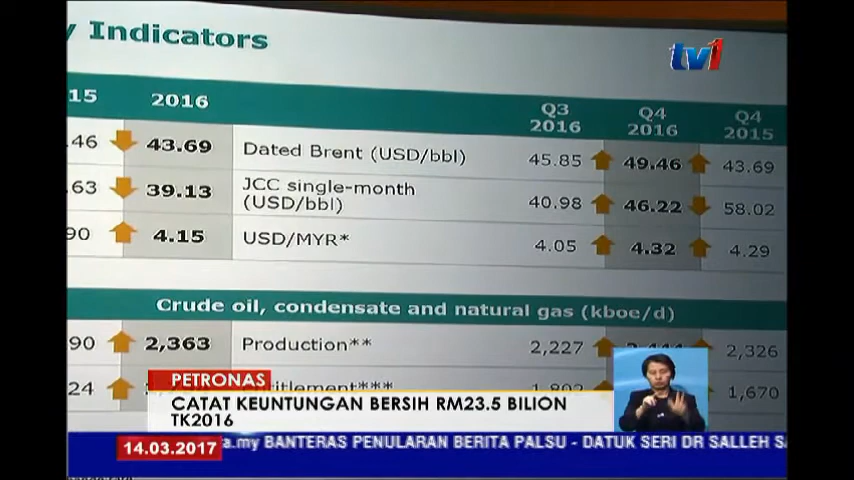 y Indicators
tv1
15 2016 Q3 2016 Q4 2016 Q4 2015
.46 43.69 Dated Brent (USD/bbl) 45.85 49.46 43.69
.63 39.13 JCC single-month (USD/bbl) 40.98 46.22 58.02
90 4.15 USD/MYR* 4.05 4.32 4.29
Crude oil, condensate and natural gas (kboe/d)
90 2,363 Production** 2,227 2,326
24 1,802 1,670
PETRONAS
CATAT KEUNTUNGAN BERSIH RM23.5 BILION
TK2016
14.03.2017 a.my BANTERAS PENULARAN BERITA PALSU - DATUK SERI DR SALLEH SA